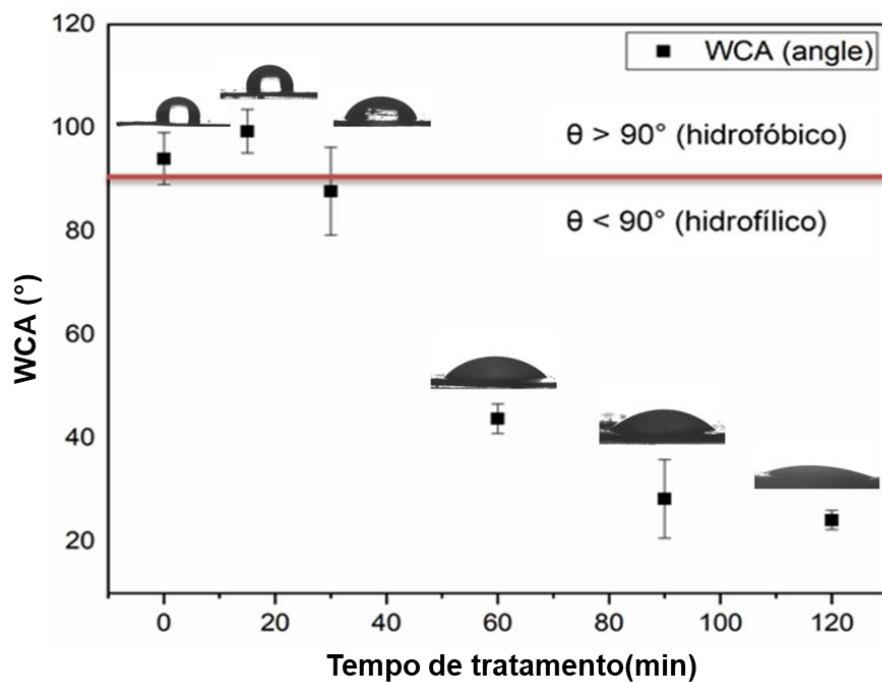 120
WCA (angle)
100
θ > 90° (hidrofóbico)
80
θ < 90° (hidrofílico)
60
40
20
WCA (°)
0 20 40 60 80 100 120
Tempo de tratamento(min)